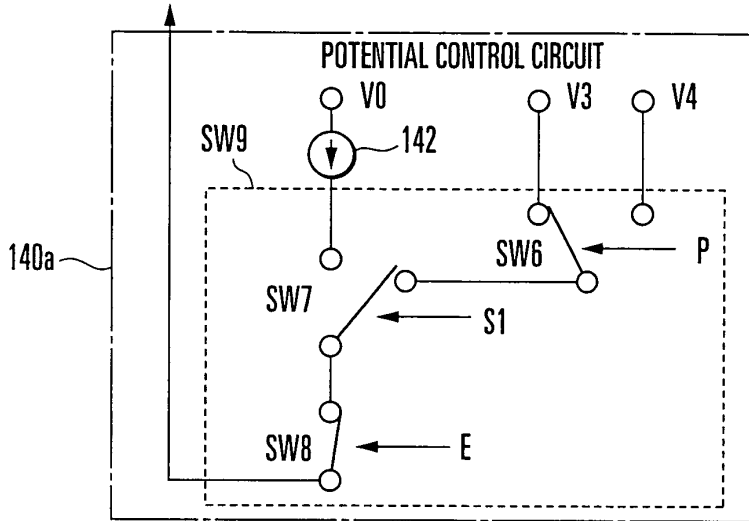 POTENTIAL CONTROL CIRCUIT
V0
V3
V4
SW9
142
140a
SW6
P
SW7
S1
SW8
E